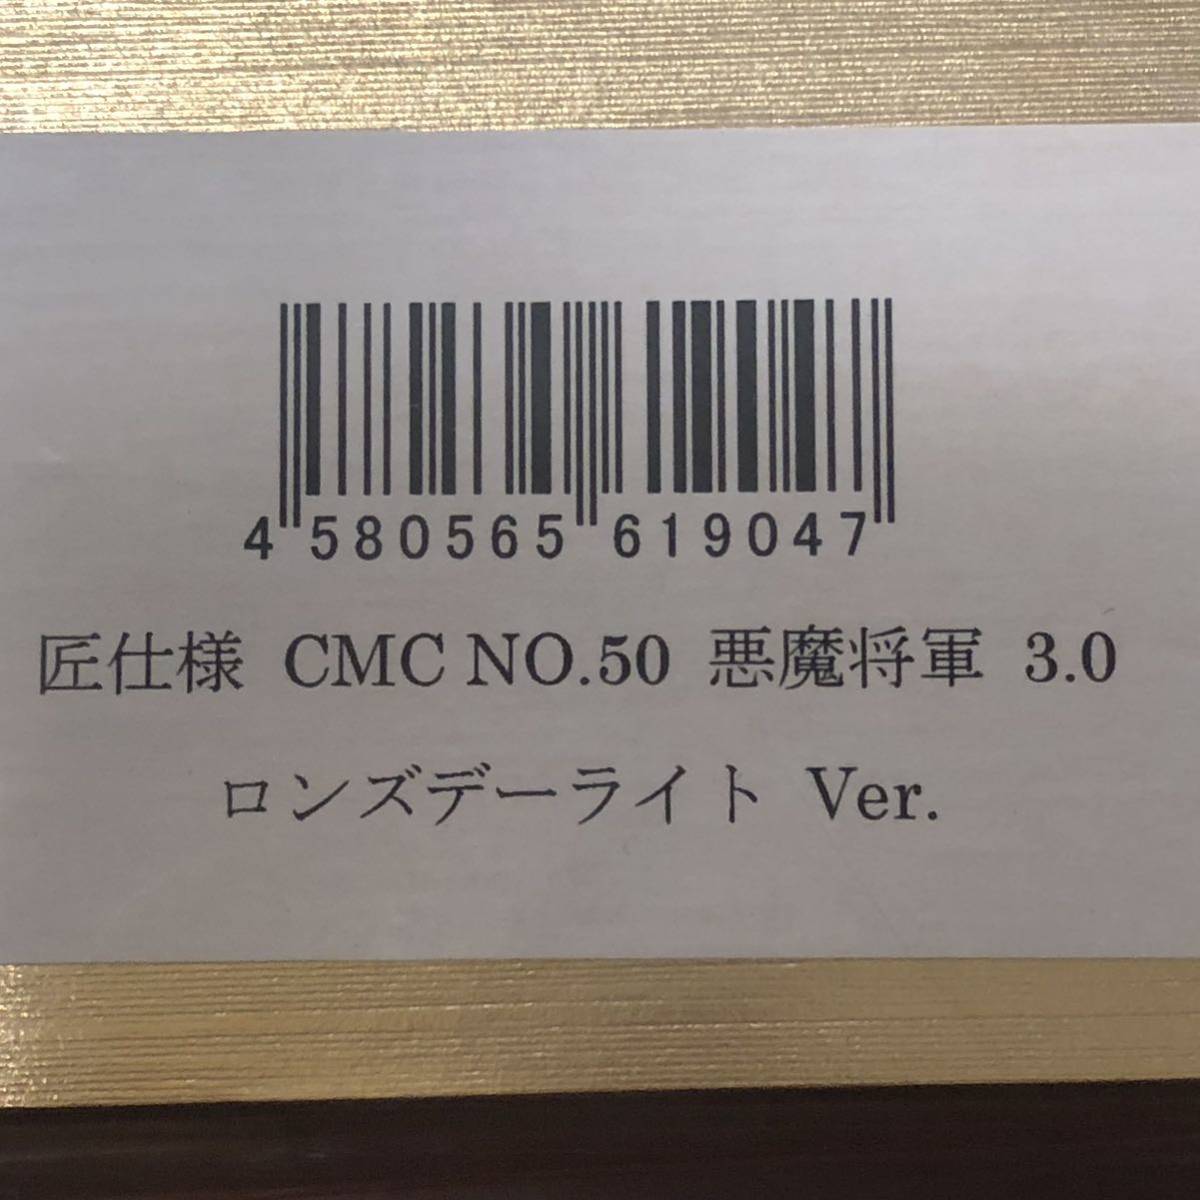 4 580565 619047
匠仕様 CMC NO.50 悪魔将軍 3.0
ロンズデーライト Ver.